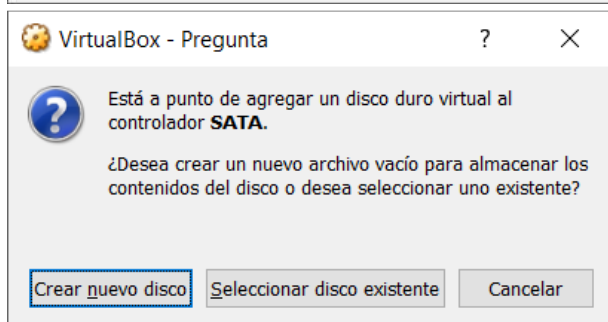 VirtualBox - Pregunta
Está a punto de agregar un disco duro virtual al
controlador SATA.
¿Desea crear un nuevo archivo vacío para almacenar los
contenidos del disco o desea seleccionar uno existente?
Crear nuevo disco
Seleccionar disco existente
Cancelar